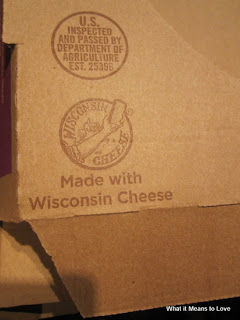 U.S.
INSPECTED
AND PASSED BY
DEPARTMENT OF
AGRICULTURE
EST. 25356
WISCONSIN
CHEESE
Made with
Wisconsin Cheese
What it Means to Love